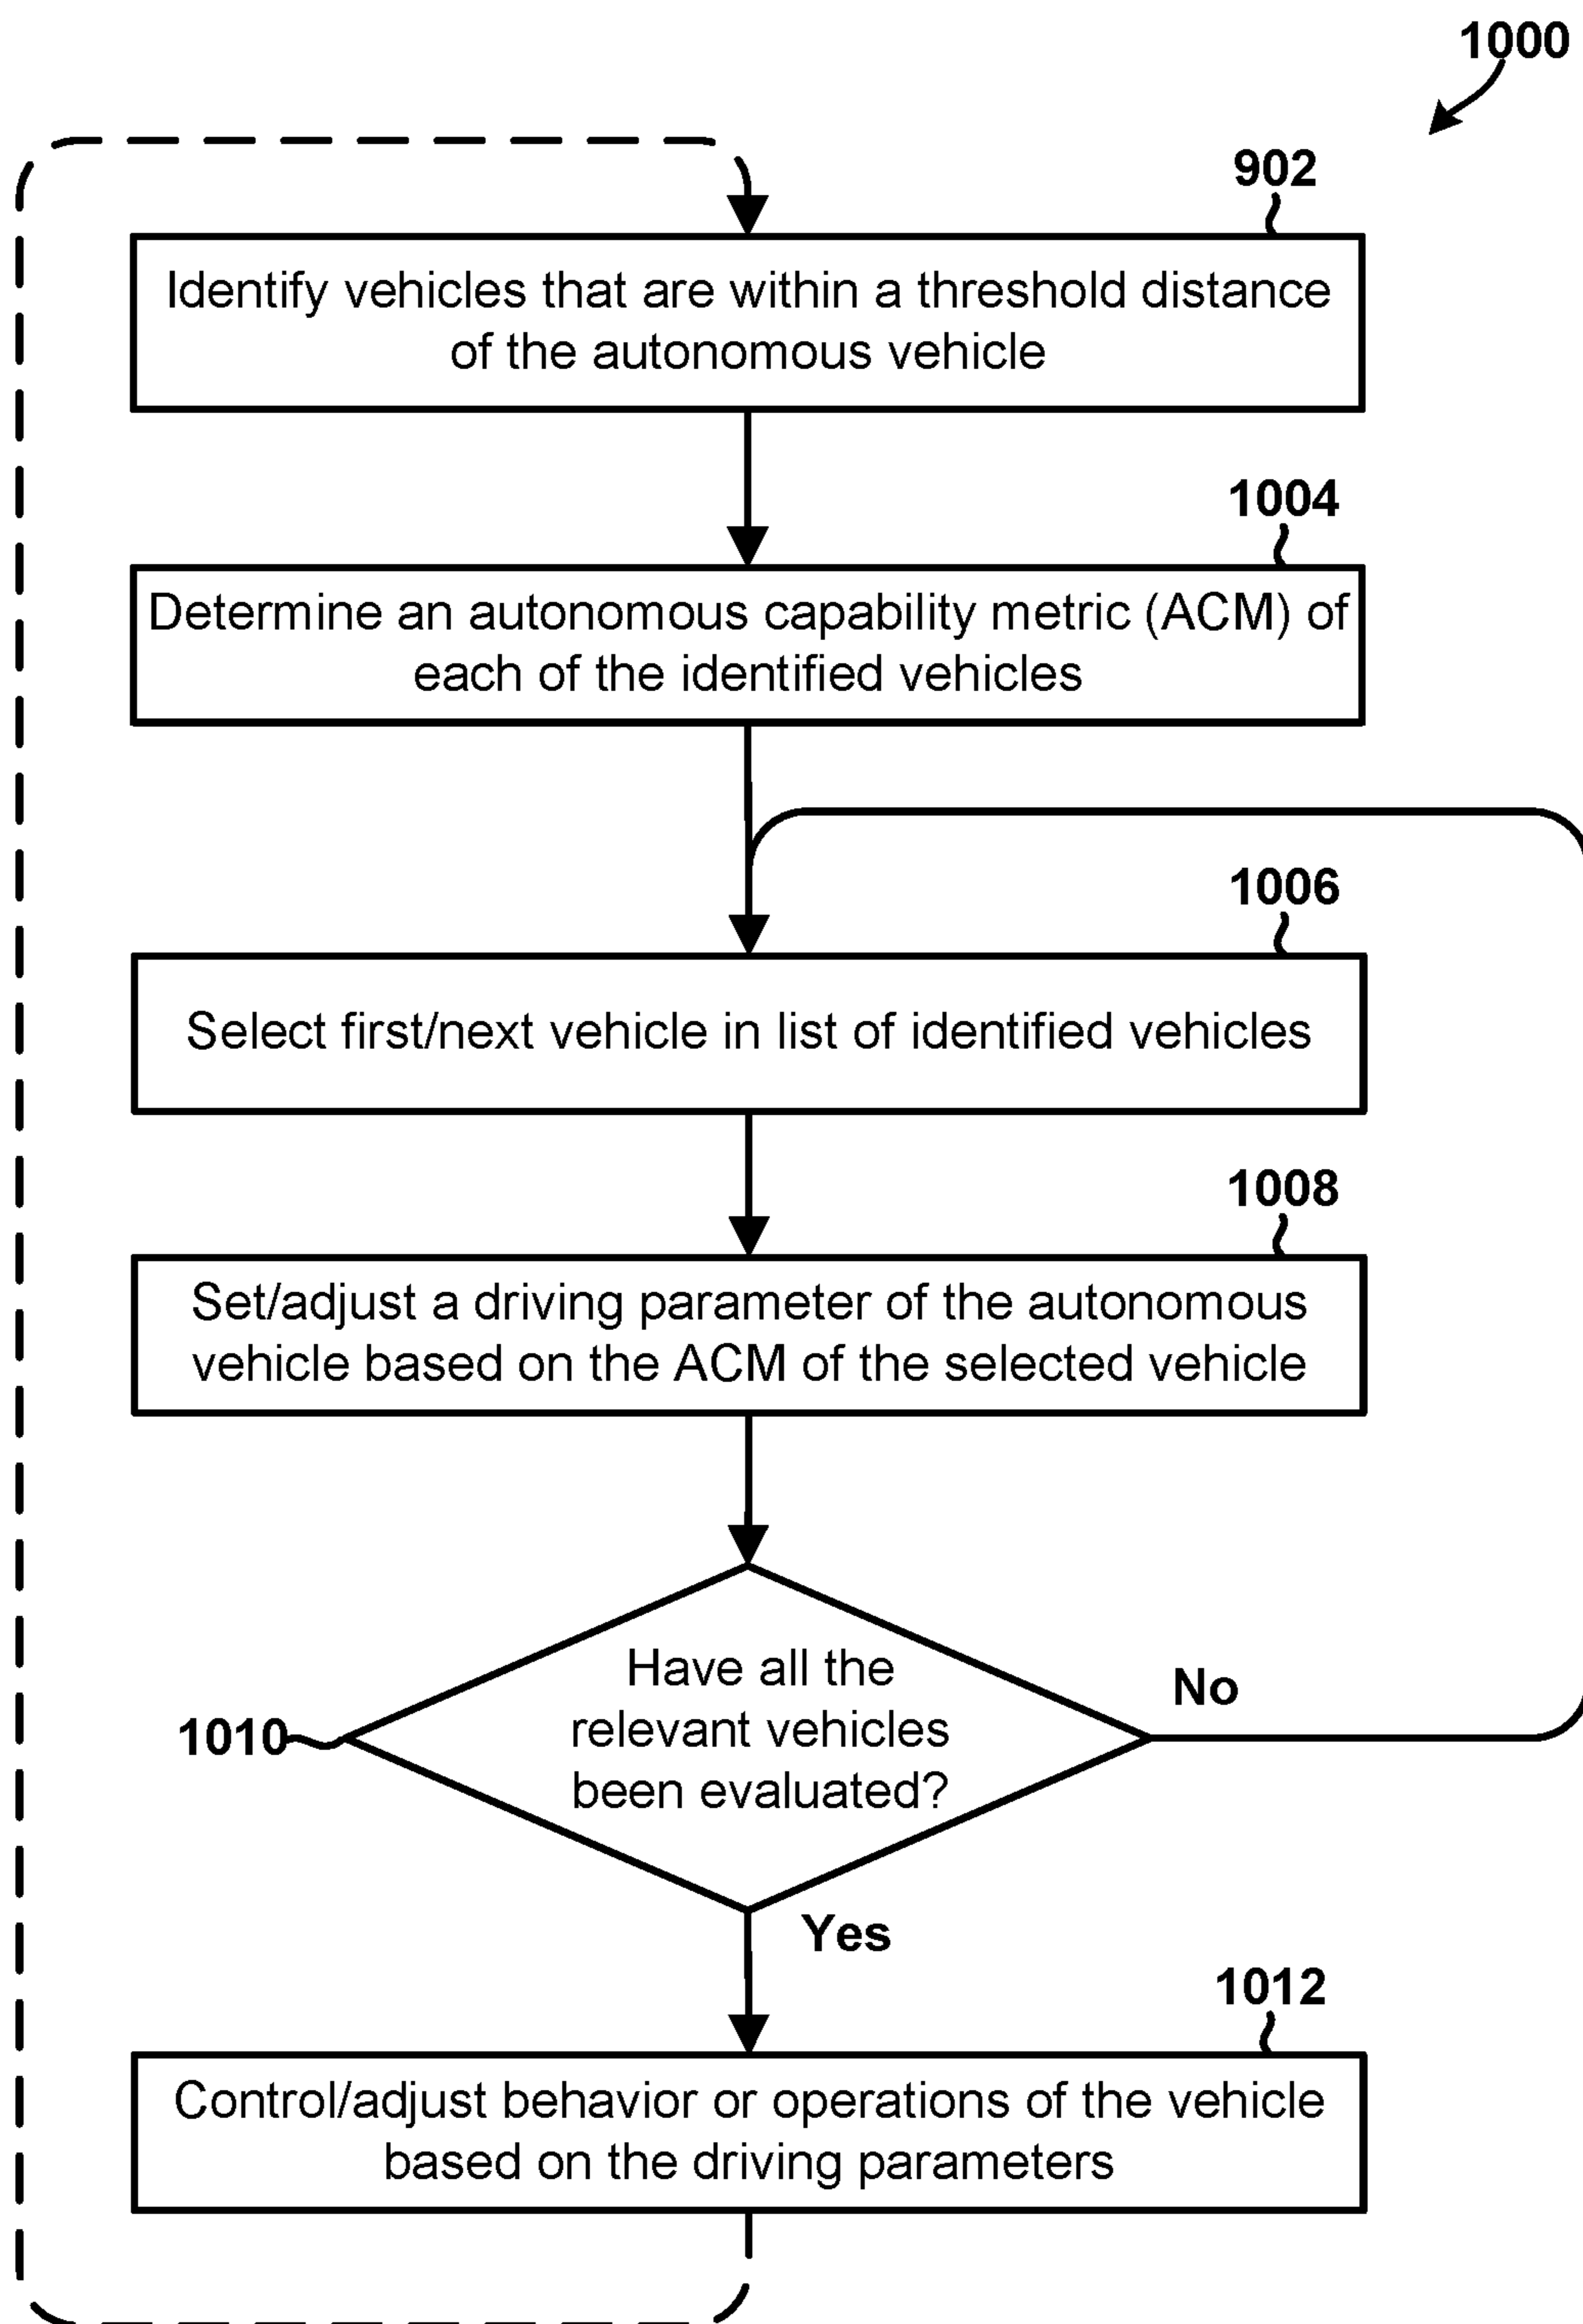 1000
902
Identify vehicles that are within a threshold distance
of the autonomous vehicle
1004
Determine an autonomous capability metric (ACM) of
each of the identified vehicles
1006
Select first/next vehicle in list of identified vehicles
1008
Set/adjust a driving parameter of the autonomous
vehicle based on the ACM of the selected vehicle
Have all the
relevant vehicles
been evaluated?
1010
No
Yes
1012
Control/adjust behavior or operations of the vehicle
based on the driving parameters